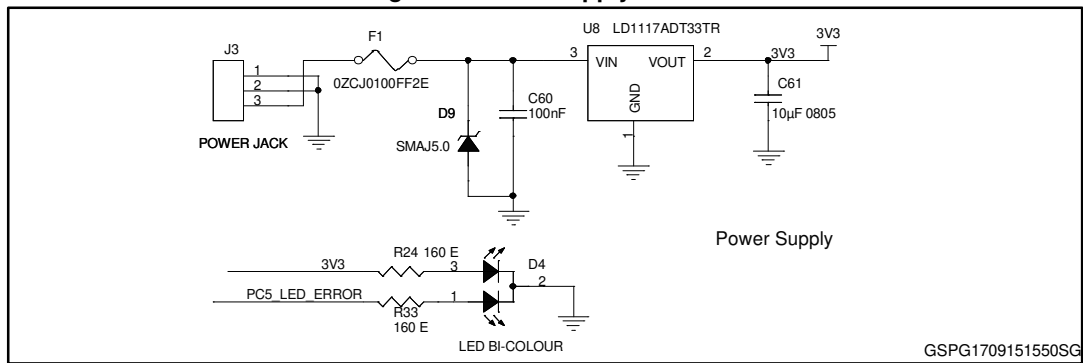 U8 LD1117ADT33TR
J3
F1
3V3
1
2
3
0ZCJ0100FF2E
3
VIN
VOUT
2
3V3
GND
1
C60
100nF
C61
10µF 0805
D9
SMAJ5.0
POWER JACK
Power Supply
R24 160 E
3V3
3
D4
2
PC5_LED_ERROR
1
R33
160 E
LED BI-COLOUR
GSPG1709151550SG